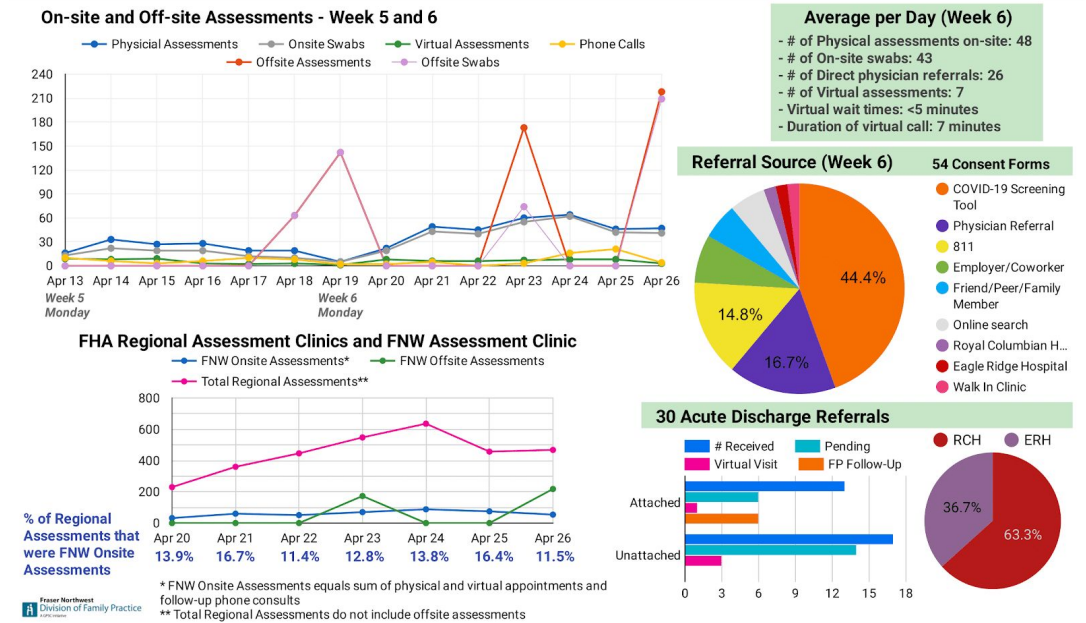 On-site and Off-site Assessments - Week 5 and 6
Physicial Assessments
Onsite Swabs
Virtual Assessments
Phone Calls
Offsite Assessments
Offsite Swabs
240
210
180
150
120
90
60
30
0
Apr 13 Apr 14 Apr 15 Apr 16 Apr 17 Apr 18 Apr 19 Apr 20 Apr 21 Apr 22 Apr 23 Apr 24 Apr 25 Apr 26
Week 5
Monday
Week 6
Monday
Average per Day (Week 6)
- # of Physical assessments on-site: 48
- # of On-site swabs: 43
- # of Direct physician referrals: 26
- # of Virtual assessments: 7
- Virtual wait times: <5 minutes
- Duration of virtual call: 7 minutes
Referral Source (Week 6)
54 Consent Forms
44.4%
16.7%
14.8%
COVID-19 Screening
Tool
Physician Referral
811
Employer/Coworker
Friend/Peer/Family
Member
Online search
Royal Columbian H...
Eagle Ridge Hospital
Walk In Clinic
FHA Regional Assessment Clinics and FNW Assessment Clinic
FNW Onsite Assessments*
FNW Offsite Assessments
Total Regional Assessments**
800
600
400
200
0
Apr 20 Apr 21 Apr 22 Apr 23 Apr 24 Apr 25 Apr 26
% of Regional
Assessments that
were FNW Onsite
Assessments
13.9% 16.7% 11.4% 12.8% 13.8% 16.4% 11.5%
* FNW Onsite Assessments equals sum of physical and virtual appointments and
follow-up phone consults
** Total Regional Assessments do not include offsite assessments
Fraser Northwest
Division of Family Practice
A GPSC initiative
30 Acute Discharge Referrals
# Received
Pending
Virtual Visit
FP Follow-Up
Attached
Unattached
0 3 6 9 12 15 18
RCH
ERH
36.7%
63.3%